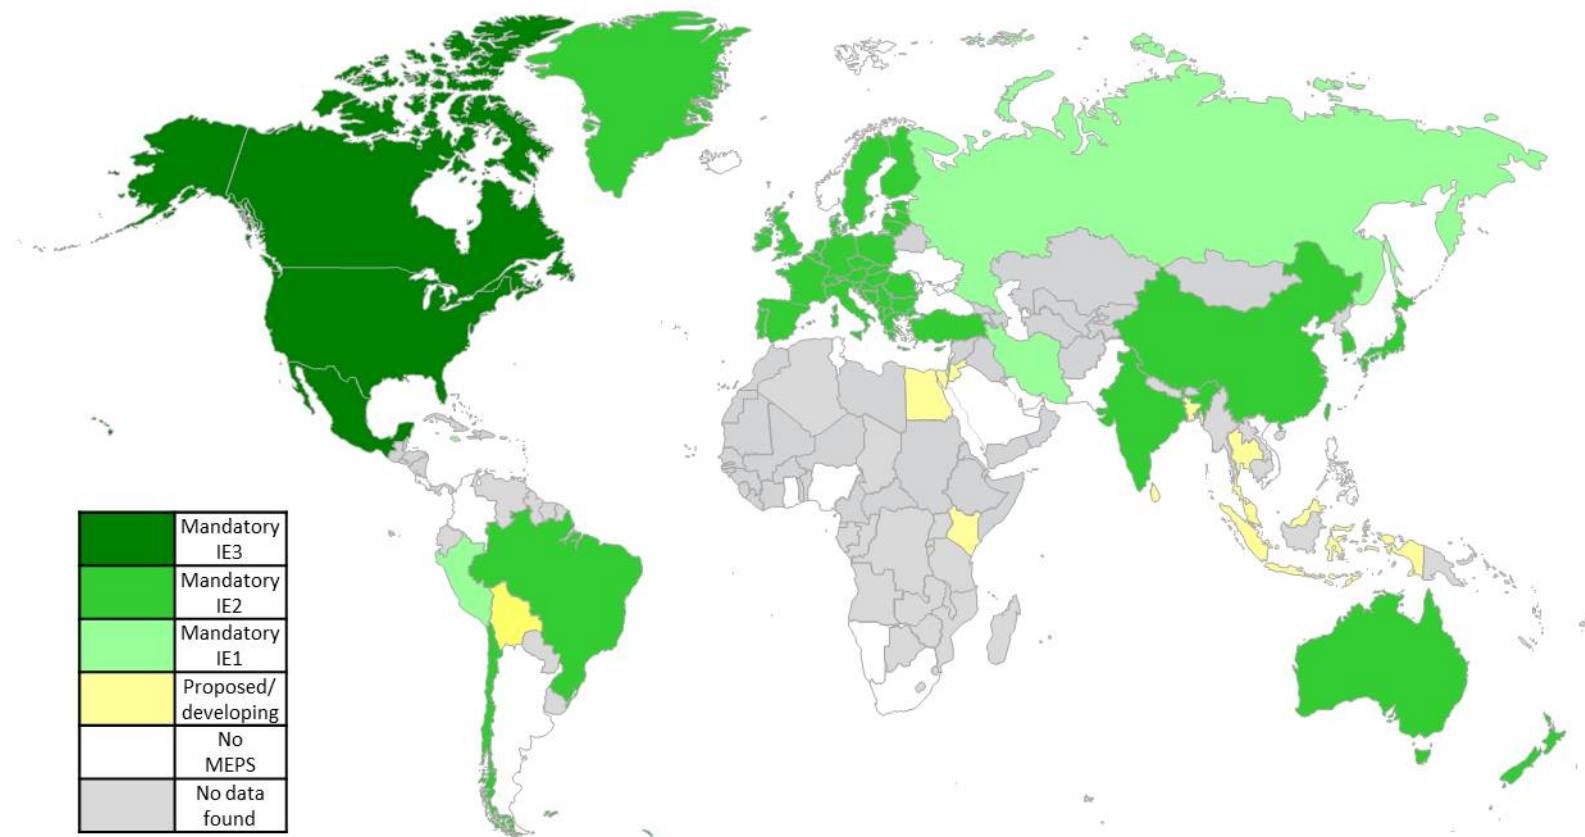 Mandatory
IE3
Mandatory
IE2
Mandatory
IE1
Proposed/
developing
No
MEPS
No data
found